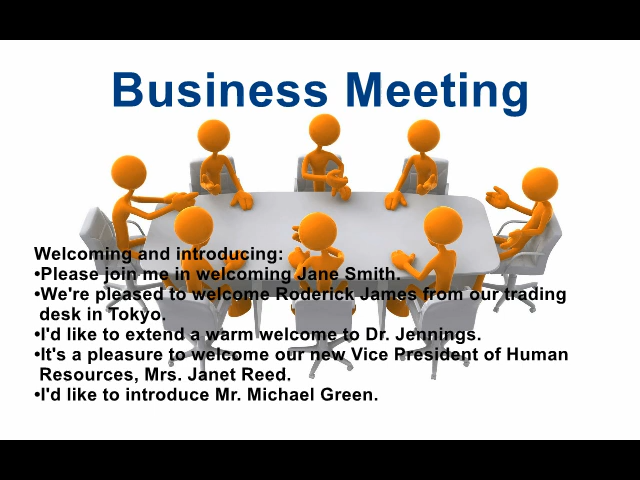 Business Meeting
Welcoming and introducing:
•Please join me in welcoming Jane Smith.
•We're pleased to welcome Roderick James from our trading
desk in Tokyo.
•I'd like to extend a warm welcome to Dr. Jennings.
•It's a pleasure to welcome our new Vice President of Human
Resources, Mrs. Janet Reed.
•I'd like to introduce Mr. Michael Green.